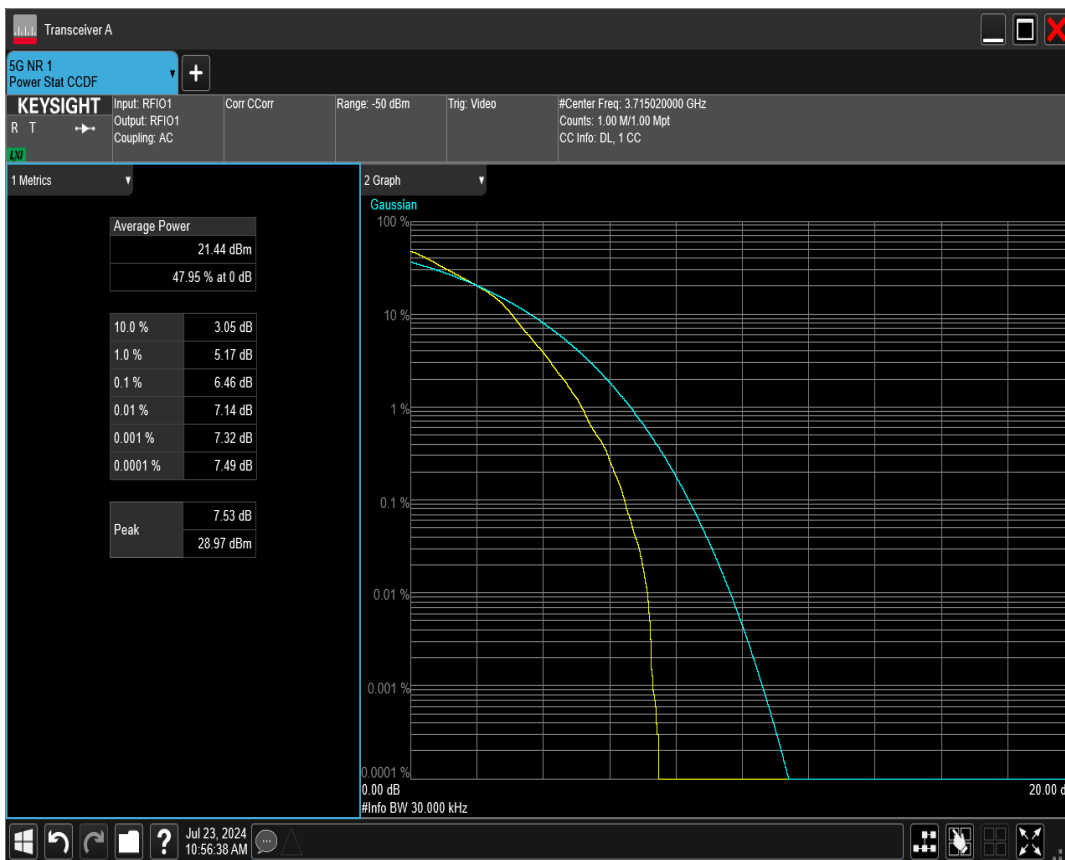 Transceiver A
5G NR 1
Power Stat CCDF
KEYSIGHT
R T
LXI
Input: RFIO1
Output: RFIO1
Coupling: AC
Corr CCorr
Range: -50 dBm
Trig: Video
#Center Freq: 3.715020000 GHz
Counts: 1.00 M/1.00 Mpt
CC Info: DL, 1 CC
1 Metrics
Average Power
21.44 dBm
47.95 % at 0 dB
10.0 % 3.05 dB
1.0 % 5.17 dB
0.1 % 6.46 dB
0.01 % 7.14 dB
0.001 % 7.32 dB
0.0001 % 7.49 dB
Peak 7.53 dB
28.97 dBm
2 Graph
Gaussian
100 %
10 %
1 %
0.1 %
0.01 %
0.001 %
0.0001 %
0.00 dB
20.00 d
#Info BW 30.000 kHz
?
Jul 23, 2024
10:56:38 AM